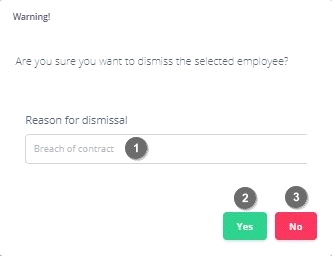 Warning!
Are you sure you want to dismiss the selected employee?
Reason for dismissal
Breach of contract 1
2 3
Yes No